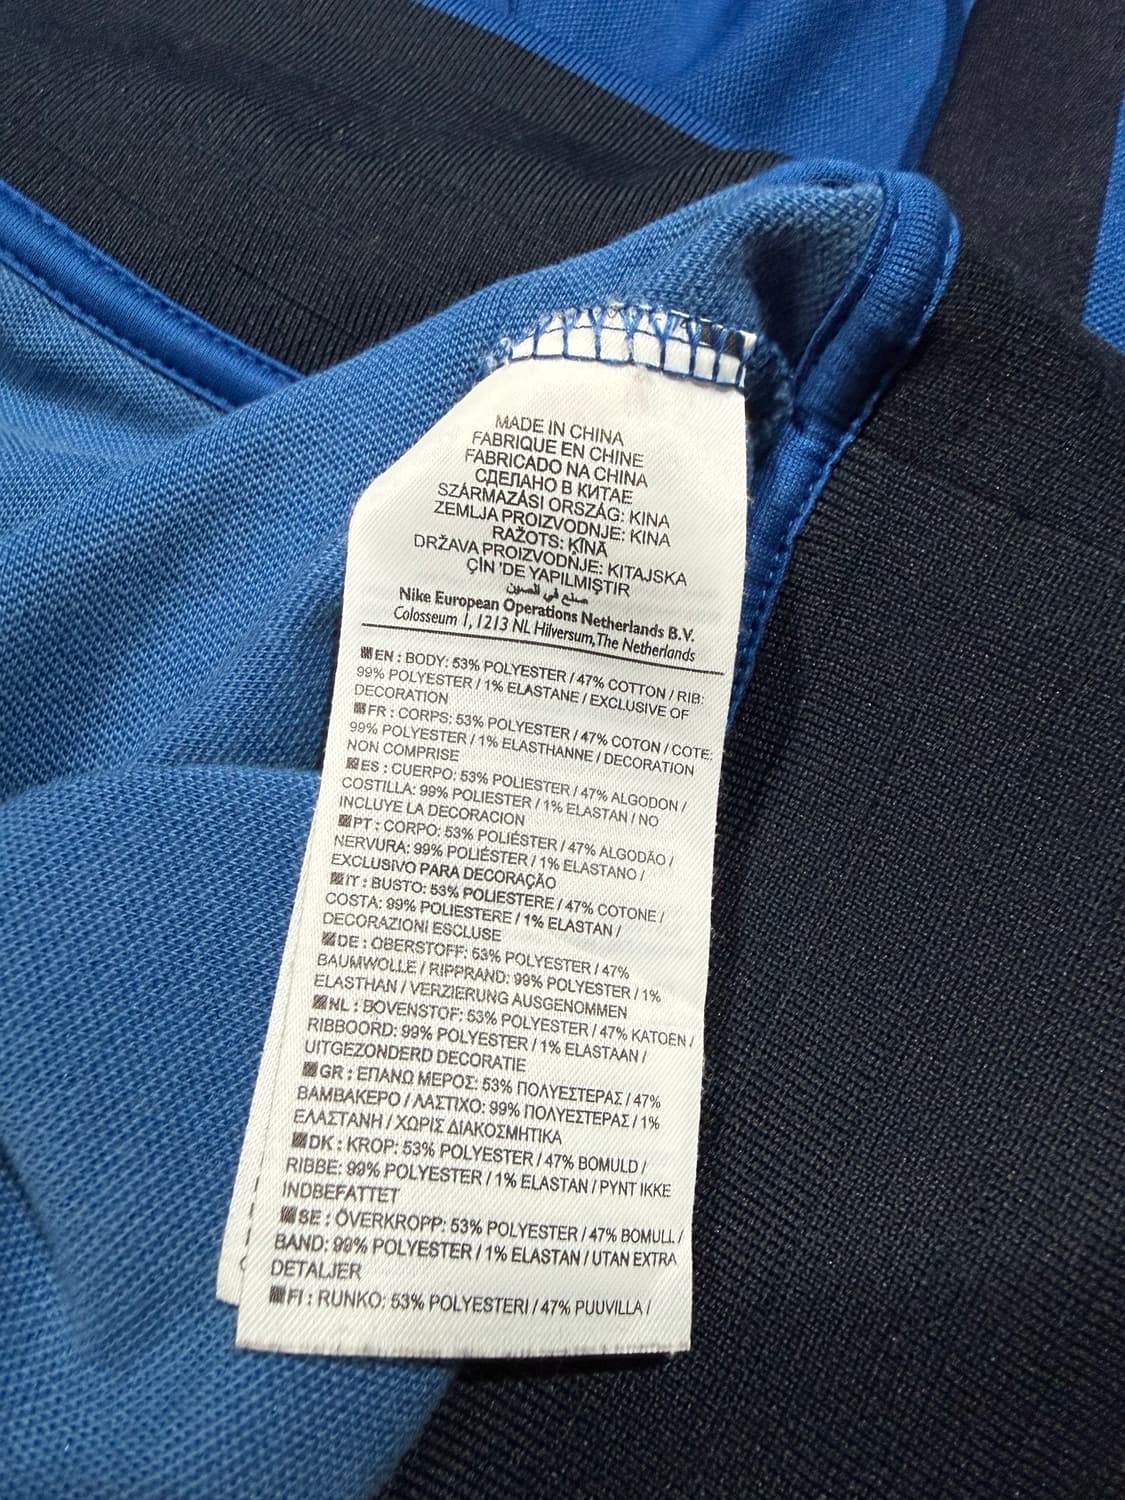 MADE IN CHINA
FABRIQUE EN CHINE
FABRICADO NA CHINA
СДЕЛАНО В КИТАЕ
SZÁRMAZÁSI ORSZÁG: KINA
ZEMLJA PROIZVODNJE: KINA
RAŽOTS: ĶĪNĀ
DRŽAVA PROIZVODNJE: KITAJSKA
ÇİN 'DE YAPILMIŞTIR
صنع في الصين
Nike European Operations Netherlands B.V.
Colosseum 1, 1213 NL Hilversum, The Netherlands
EN : BODY: 53% POLYESTER / 47% COTTON / RIB:
99% POLYESTER / 1% ELASTANE / EXCLUSIVE OF
DECORATION
FR : CORPS: 53% POLYESTER / 47% COTON / COTE:
99% POLYESTER / 1% ELASTHANNE / DECORATION
NON COMPRISE
ES : CUERPO: 53% POLIESTER / 47% ALGODON /
COSTILLA: 99% POLIESTER / 1% ELASTAN / NO
INCLUYE LA DECORACION
PT : CORPO: 53% POLIÉSTER / 47% ALGODÃO /
NERVURA: 99% POLIÉSTER / 1% ELASTANO /
EXCLUSIVO PARA DECORAÇÃO
IT : BUSTO: 53% POLIESTERE / 47% COTONE /
COSTA: 99% POLIESTERE / 1% ELASTAN /
DECORAZIONI ESCLUSE
DE : OBERSTOFF: 53% POLYESTER / 47%
BAUMWOLLE / RIPPRAND: 99% POLYESTER / 1%
ELASTHAN / VERZIERUNG AUSGENOMMEN
NL : BOVENSTOF: 53% POLYESTER / 47% KATOEN /
RIBBOORD: 99% POLYESTER / 1% ELASTAAN /
UITGEZONDERD DECORATIE
GR : ΕΠΑΝΩ ΜΕΡΟΣ: 53% ΠΟΛΥΕΣΤΕΡΑΣ / 47%
ΒΑΜΒΑΚΕΡΟ / ΛΑΣΤΙΧΟ: 99% ΠΟΛΥΕΣΤΕΡΑΣ / 1%
ΕΛΑΣΤΑΝΗ / ΧΩΡΙΣ ΔΙΑΚΟΣΜΗΤΙΚΑ
DK : KROP: 53% POLYESTER / 47% BOMULD /
RIBBE: 99% POLYESTER / 1% ELASTAN / PYNT IKKE
INDBEFATTET
SE : ÖVERKROPP: 53% POLYESTER / 47% BOMULL /
BAND: 99% POLYESTER / 1% ELASTAN / UTAN EXTRA
DETALJER
FI : RUNKO: 53% POLYESTERI / 47% PUUVILLA /